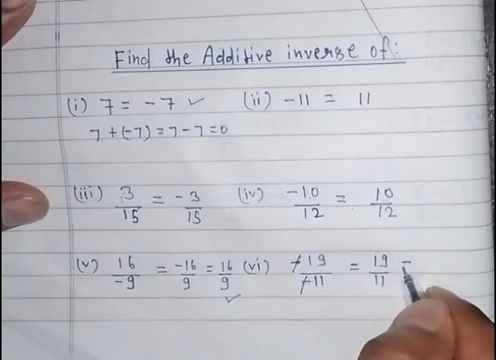 Find the Additive inverse of:
(i) 7 = -7 ✓ (ii) -11 = 11
7 + (-7) = 7 - 7 = 0
(iii) 3/15 = -3/15 (iv) -10/12 = 10/12
(v) 16/-9 = -16/9 = 16/9 ✓ (vi) -19/-11 = 19/11 =